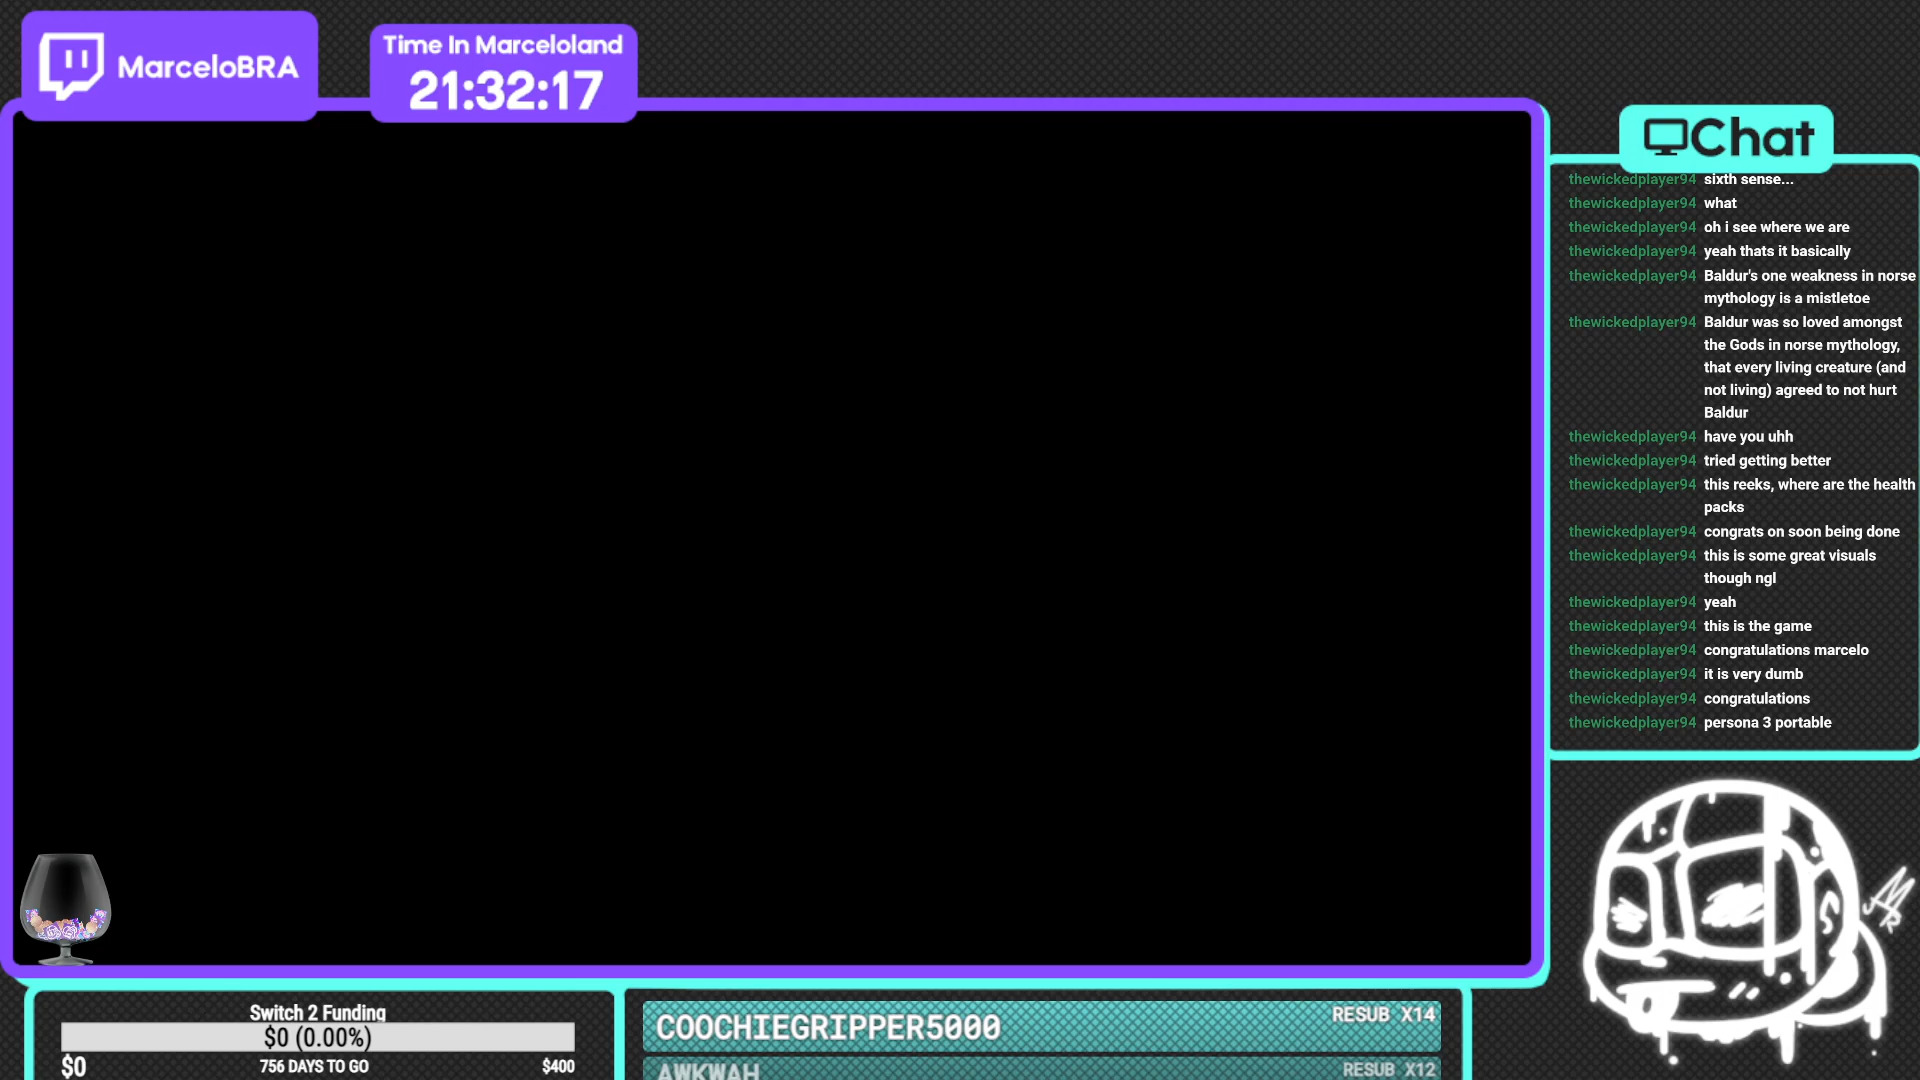 MarceloBRA
Time In Marceloland
21:32:17
Chat
thewickedplayer94 sixth sense...
thewickedplayer94 what
thewickedplayer94 oh i see where we are
thewickedplayer94 yeah thats it basically
thewickedplayer94 Baldur's one weakness in norse
mythology is a mistletoe
thewickedplayer94 Baldur was so loved amongst
the Gods in norse mythology,
that every living creature (and
not living) agreed to not hurt
Baldur
thewickedplayer94 have you uhh
thewickedplayer94 tried getting better
thewickedplayer94 this reeks, where are the health
packs
thewickedplayer94 congrats on soon being done
thewickedplayer94 this is some great visuals
though ngl
thewickedplayer94 yeah
thewickedplayer94 this is the game
thewickedplayer94 congratulations marcelo
thewickedplayer94 it is very dumb
thewickedplayer94 congratulations
thewickedplayer94 persona 3 portable
Switch 2 Funding
$0 (0.00%)
$0 756 DAYS TO GO $400
COOCHIEGRIPPER5000 RESUB X14
AWKWAH RESUB X12